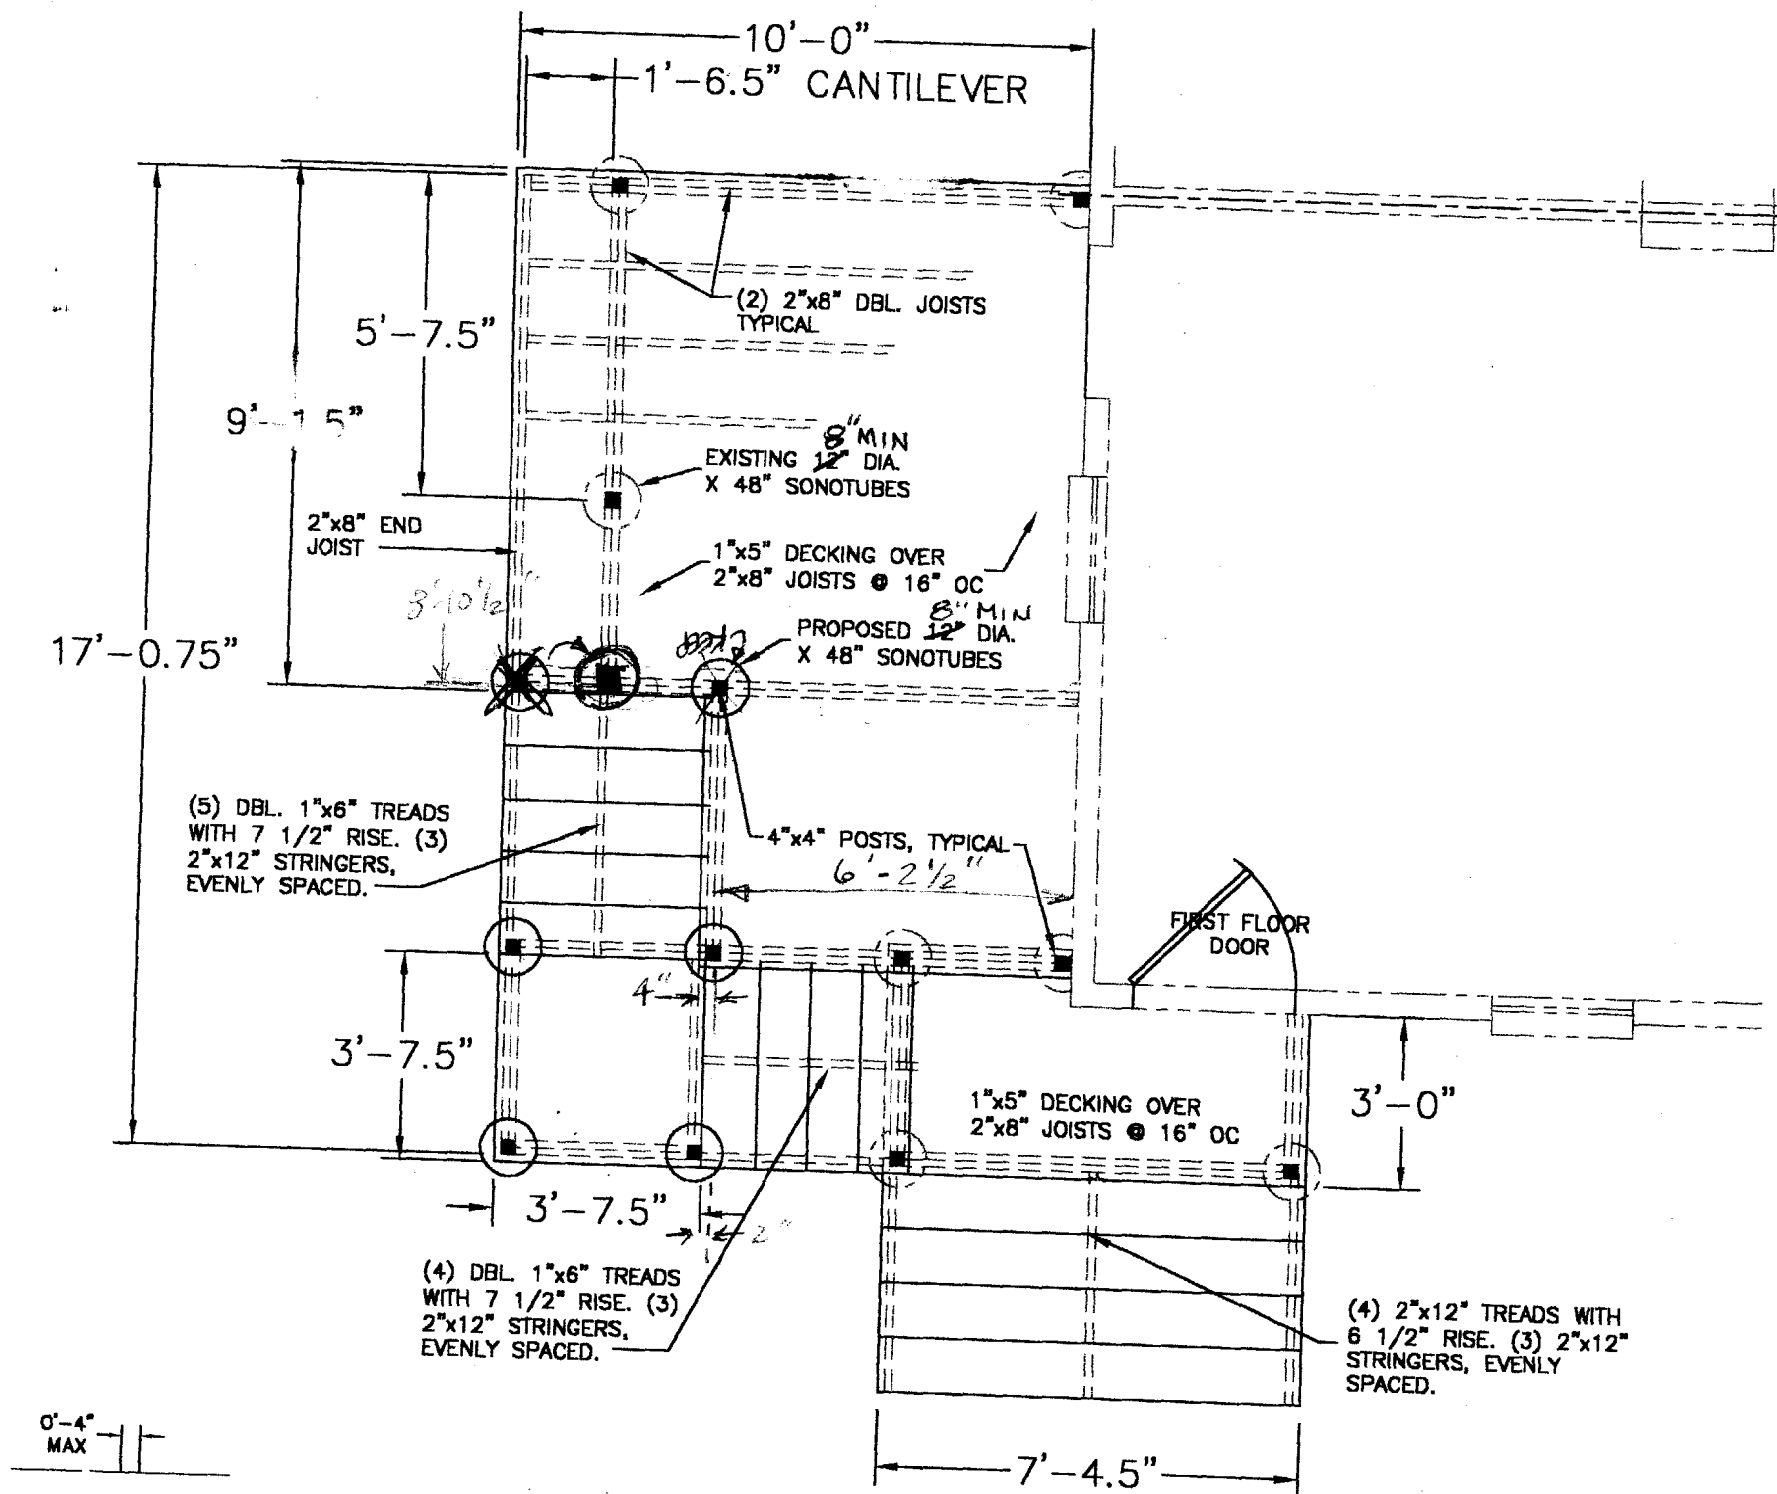 10'-0"
1'-6.5" CANTILEVER
(2) 2"x8" DBL. JOISTS
TYPICAL
5'-7.5"
9'-1.5"
8" MIN
EXISTING 12" DIA.
X 48" SONOTUBES
2"x8" END
JOIST
1"x5" DECKING OVER
2"x8" JOISTS @ 16" OC
8'-10 1/2"
8" MIN
PROPOSED 12" DIA.
X 48" SONOTUBES
17'-0.75"
(5) DBL. 1"x6" TREADS
WITH 7 1/2" RISE. (3)
2"x12" STRINGERS,
EVENLY SPACED.
4"x4" POSTS, TYPICAL
6'-2 1/2"
FIRST FLOOR
DOOR
4"
3'-7.5"
1"x5" DECKING OVER
2"x8" JOISTS @ 16" OC
3'-0"
3'-7.5"
2"
(4) DBL. 1"x6" TREADS
WITH 7 1/2" RISE. (3)
2"x12" STRINGERS,
EVENLY SPACED.
(4) 2"x12" TREADS WITH
6 1/2" RISE. (3) 2"x12"
STRINGERS, EVENLY
SPACED.
0'-4"
MAX
7'-4.5"